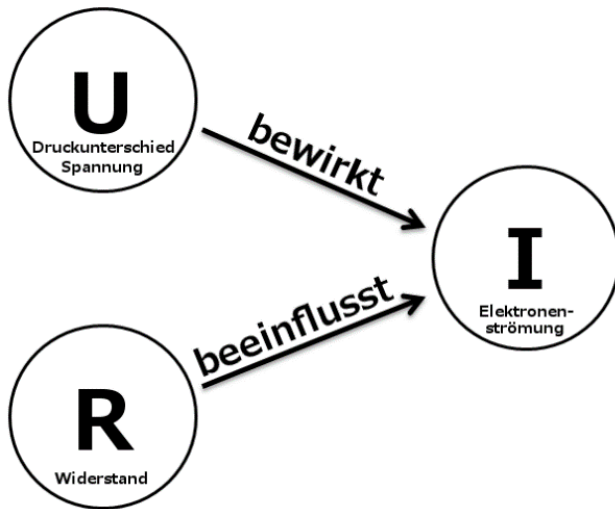 U
Druckunterschied
Spannung
bewirkt
I
Elektronen-
strömung
beeinflusst
R
Widerstand